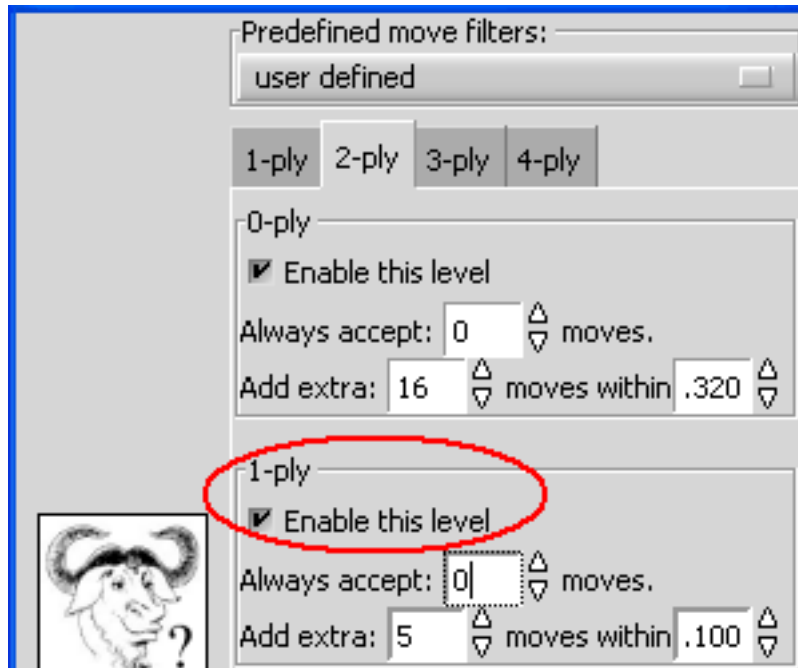 Predefined move filters:
user defined
1-ply 2-ply 3-ply 4-ply
0-ply
Enable this level
Always accept: 0 moves.
Add extra: 16 moves within .320
1-ply
Enable this level
Always accept: 0 moves.
Add extra: 5 moves within .100
?